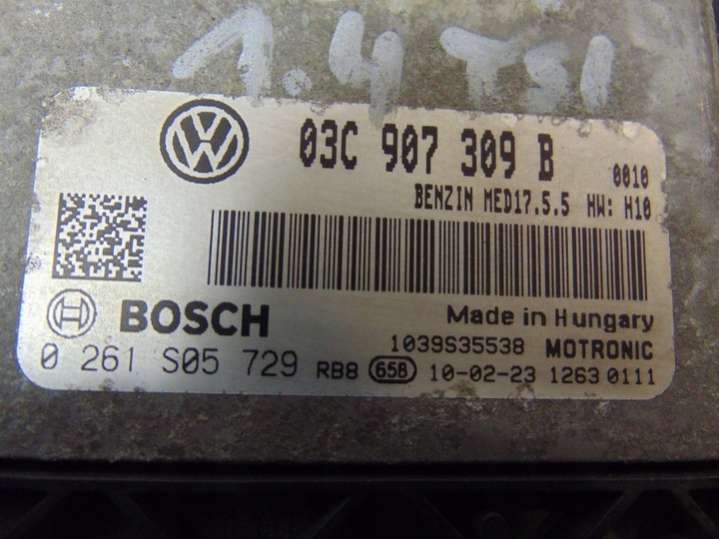 1.4 TSI
03C 907 309 B 0010
BENZIN MED17.5.5 HW: H10
BOSCH Made in Hungary
1039S35538 MOTRONIC
0 261 S05 729 RB8 65B 10-02-23 1263 0111